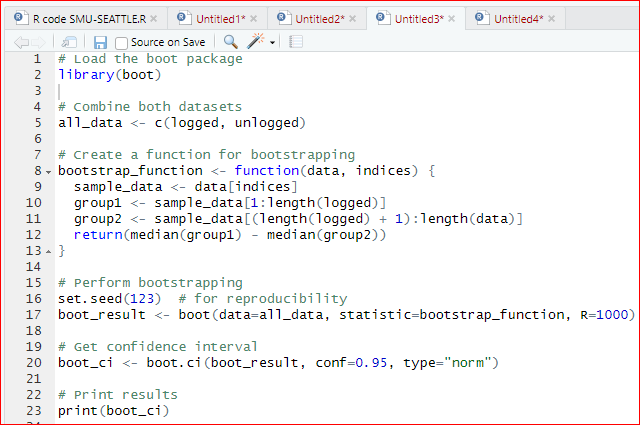 R code SMU-SEATTLE.R Untitled1* Untitled2* Untitled3* Untitled4*
Source on Save
1 # Load the boot package
2 library(boot)
3
4 # Combine both datasets
5 all_data <- c(logged, unlogged)
6
7 # Create a function for bootstrapping
8 bootstrap_function <- function(data, indices) {
9   sample_data <- data[indices]
10   group1 <- sample_data[1:length(logged)]
11   group2 <- sample_data[(length(logged) + 1):length(data)]
12   return(median(group1) - median(group2))
13 }
14
15 # Perform bootstrapping
16 set.seed(123)  # for reproducibility
17 boot_result <- boot(data=all_data, statistic=bootstrap_function, R=1000)
18
19 # Get confidence interval
20 boot_ci <- boot.ci(boot_result, conf=0.95, type="norm")
21
22 # Print results
23 print(boot_ci)